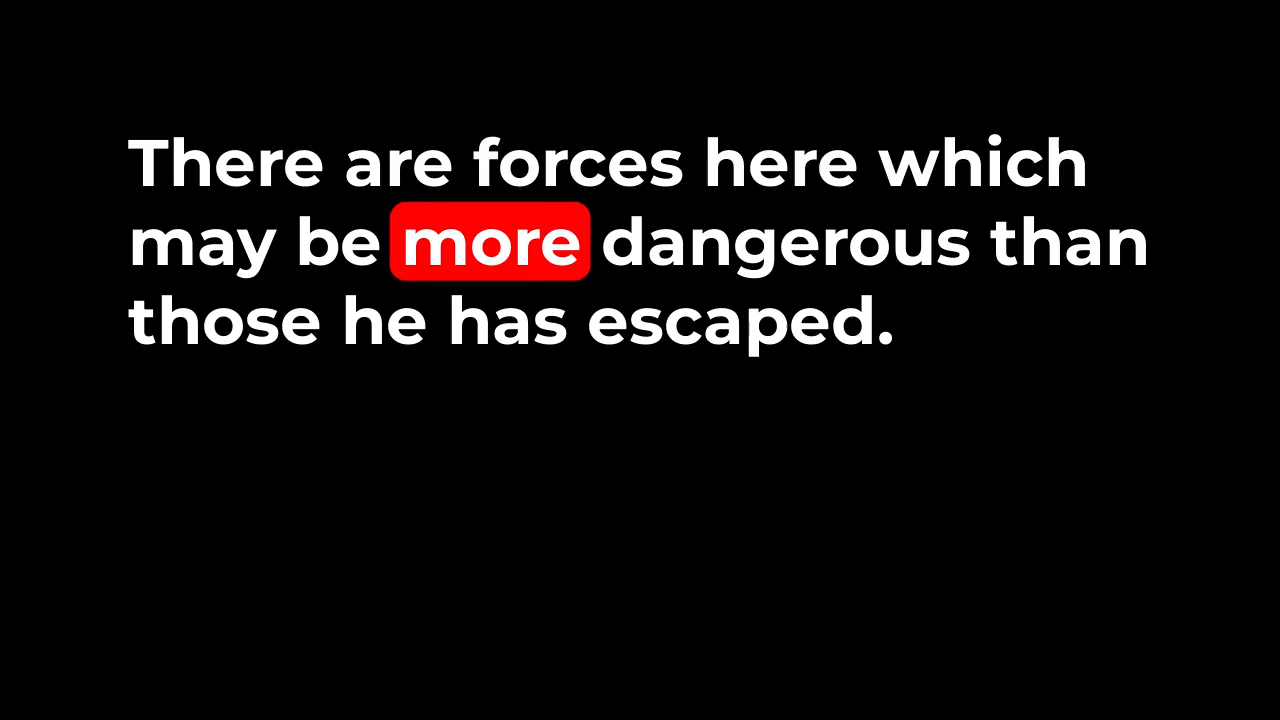 There are forces here which
may be more dangerous than
those he has escaped.